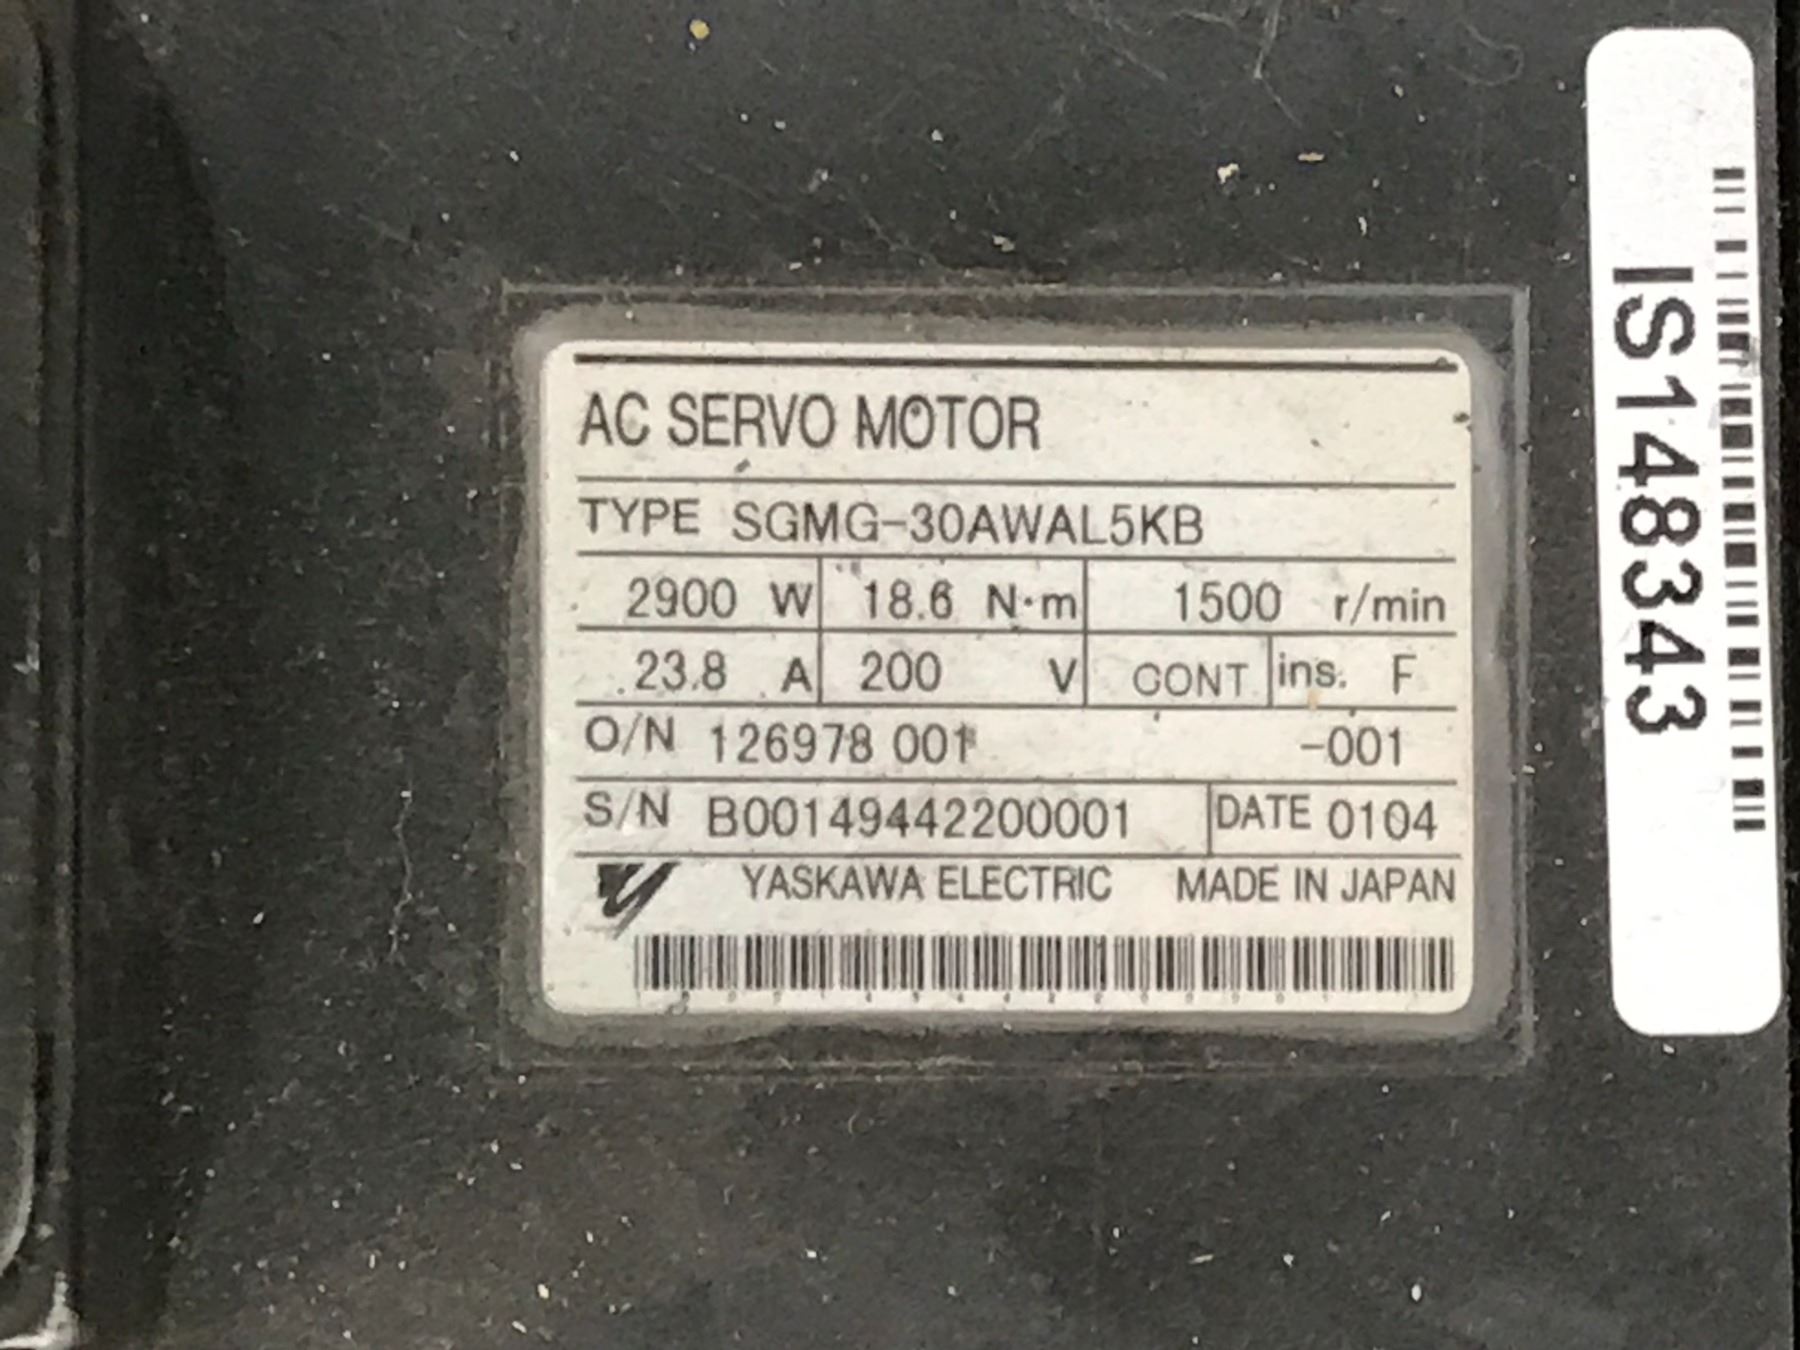 AC SERVO MOTOR
TYPE SGMG-30AWAL5KB
2900 W 18.6 N·m 1500 r/min
23.8 A 200 V CONT ins. F
O/N 126978 001 -001
S/N B00149442200001 DATE 0104
YASKAWA ELECTRIC MADE IN JAPAN
IS148343